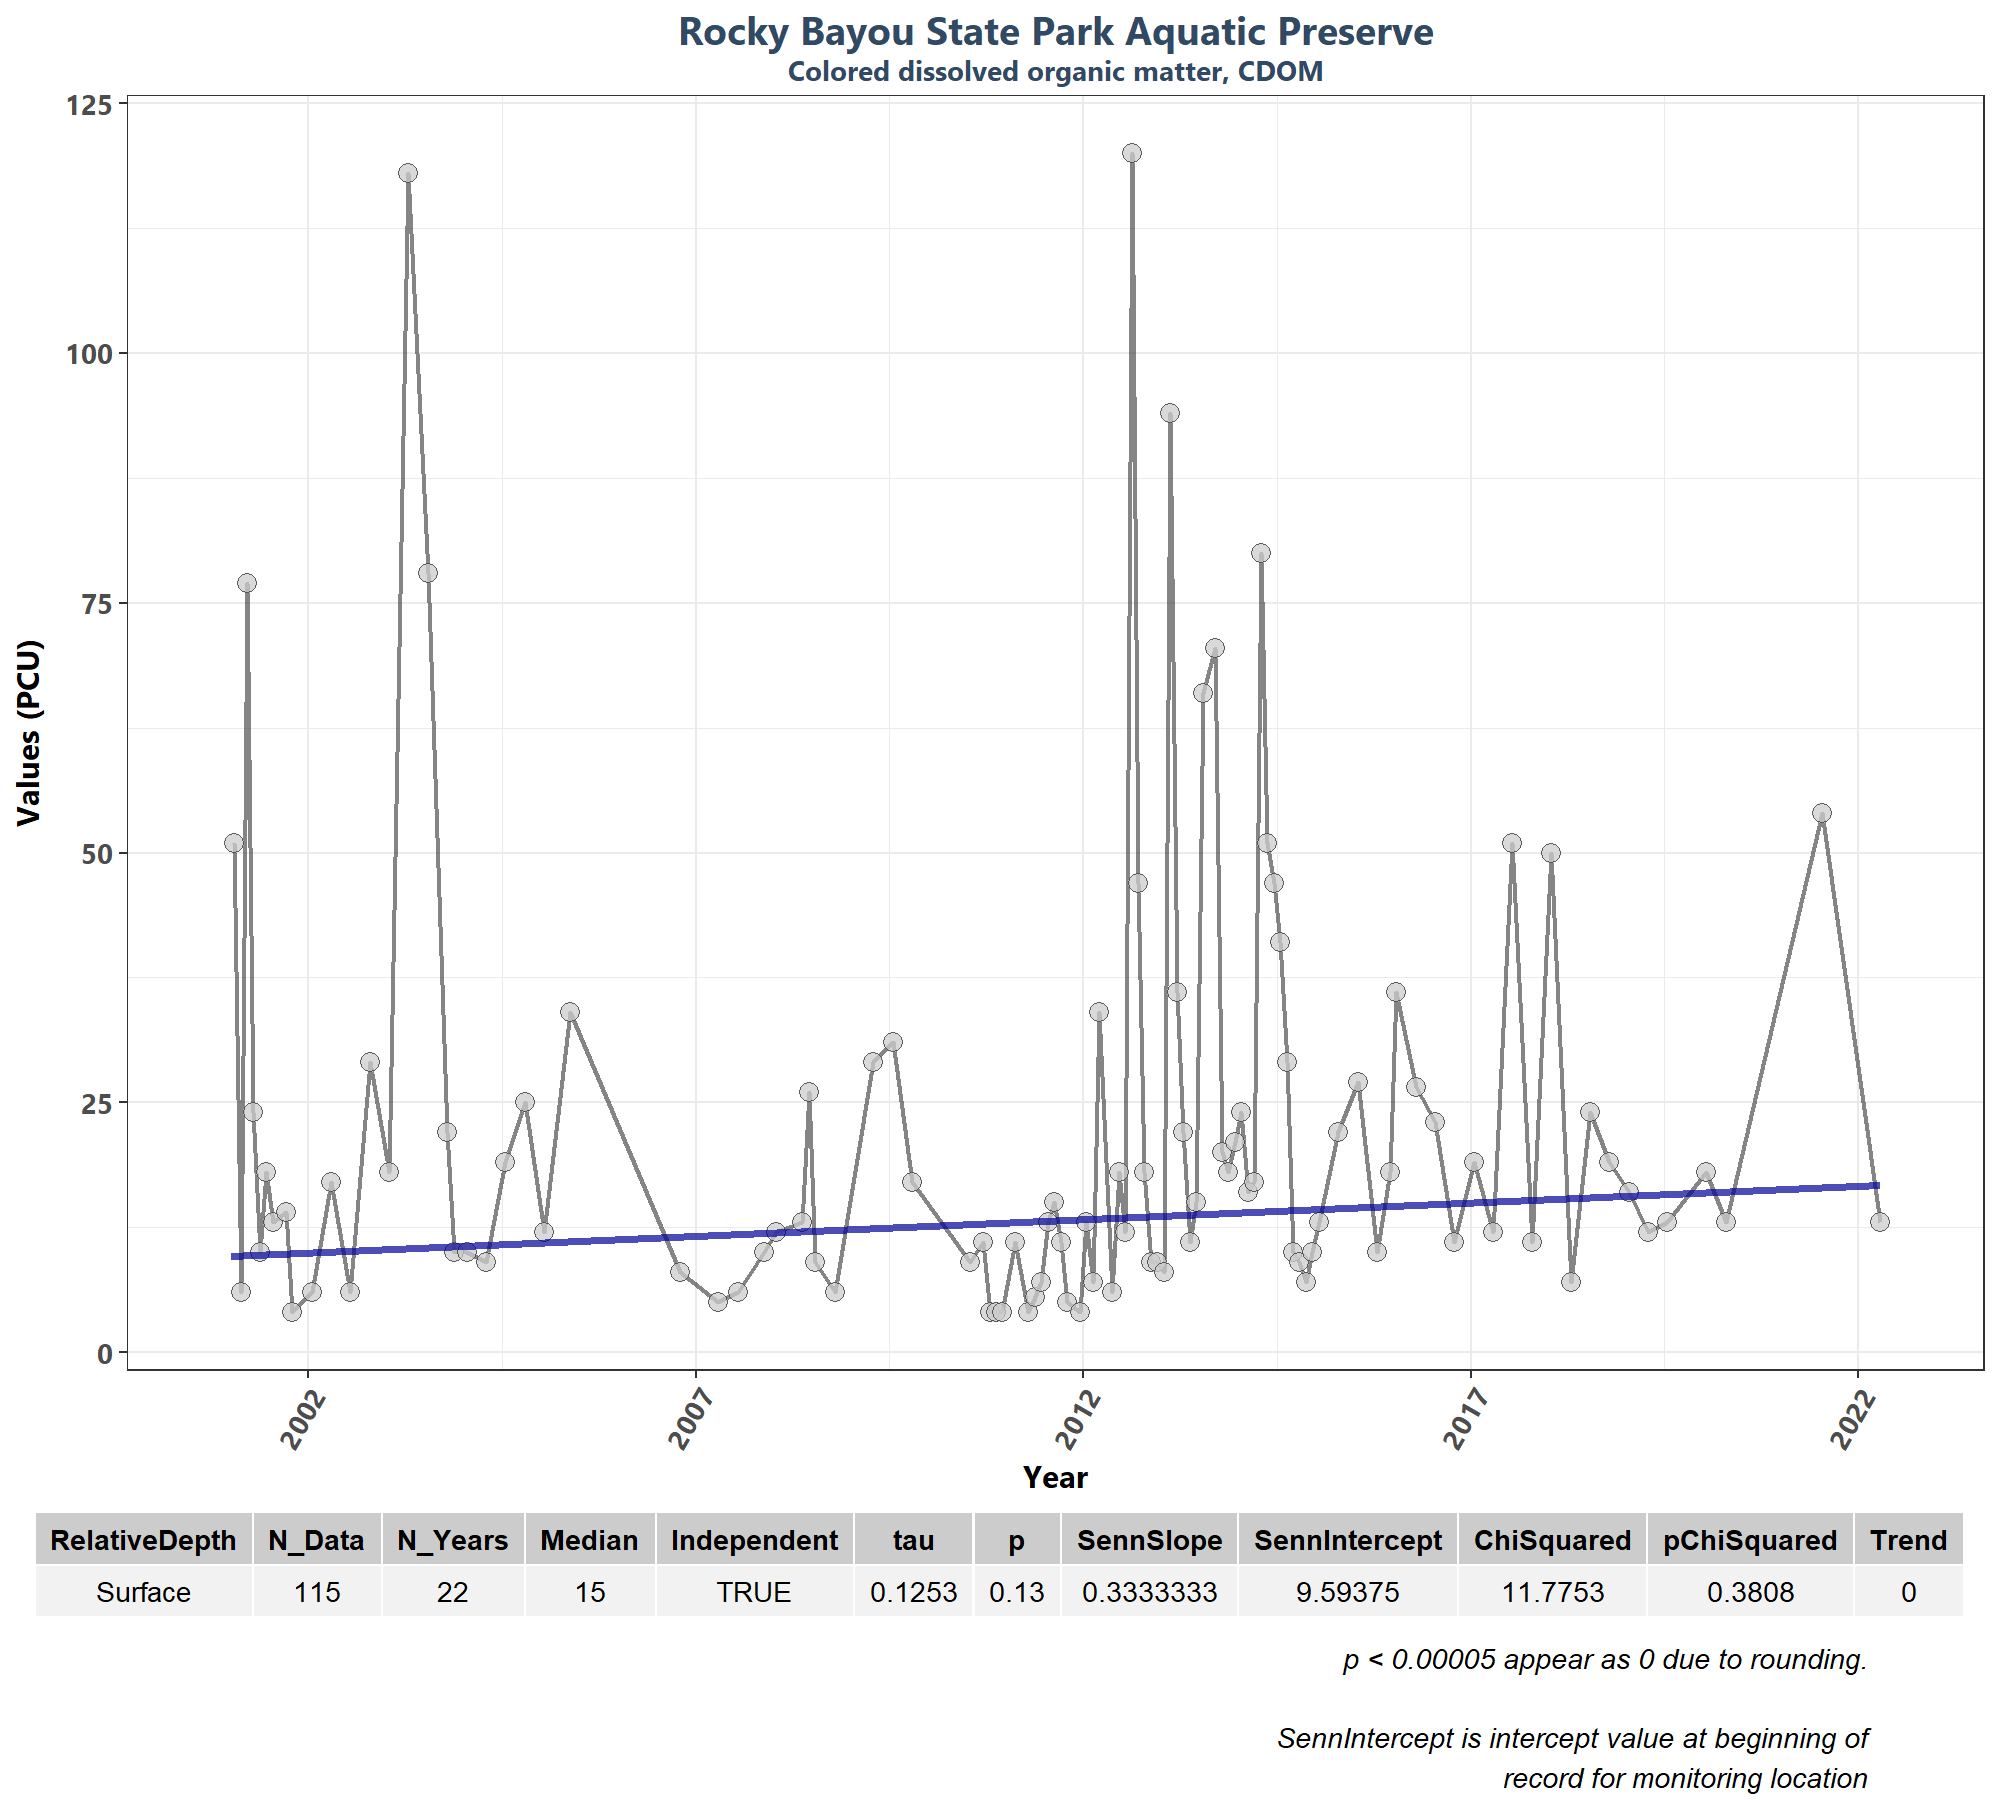 Rocky Bayou State Park Aquatic Preserve
Colored dissolved organic matter, CDOM
125
100
75
50
25
0
Values (PCU)
2002 2007 2012 2017 2022
Year
RelativeDepth N_Data N_Years Median Independent tau p SennSlope SennIntercept ChiSquared pChiSquared Trend
Surface 115 22 15 TRUE 0.1253 0.13 0.3333333 9.59375 11.7753 0.3808 0
p < 0.00005 appear as 0 due to rounding.
SennIntercept is intercept value at beginning of
record for monitoring location